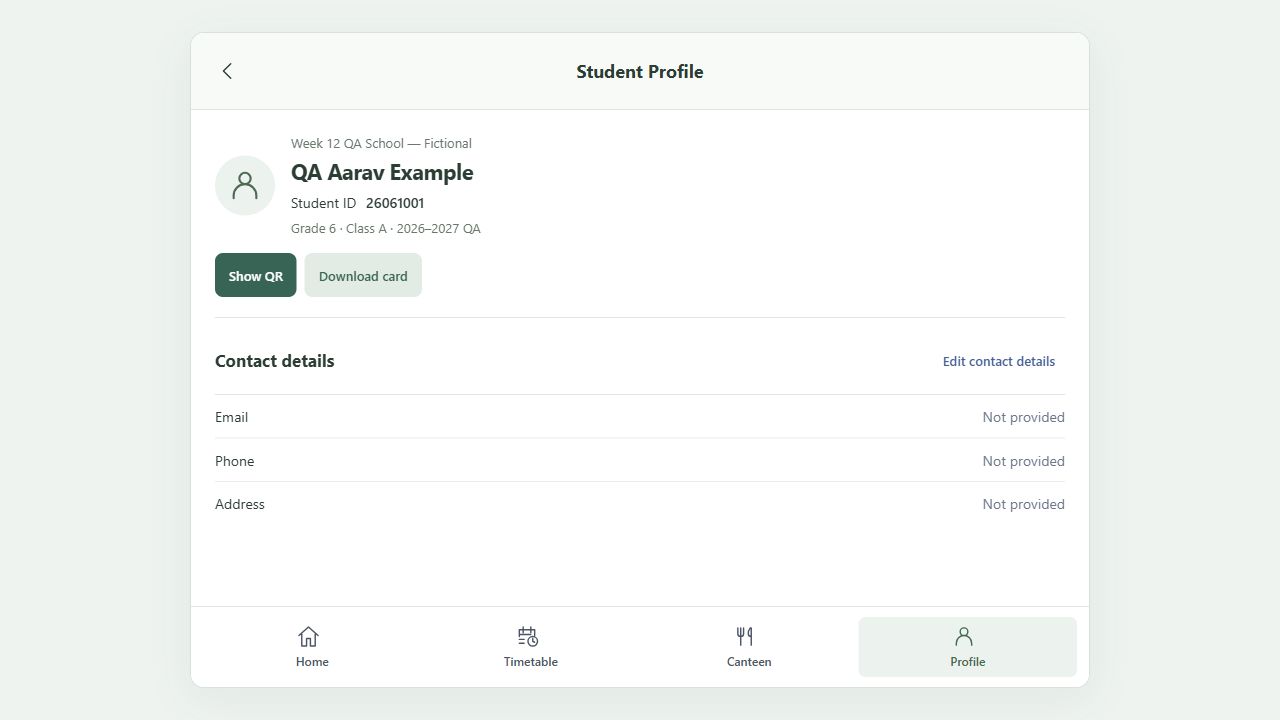 Student Profile
Week 12 QA School — Fictional
QA Aarav Example
Student ID 26061001
Grade 6 · Class A · 2026–2027 QA
Show QR
Download card
Contact details
Edit contact details
Email
Not provided
Phone
Not provided
Address
Not provided
Home
Timetable
Canteen
Profile